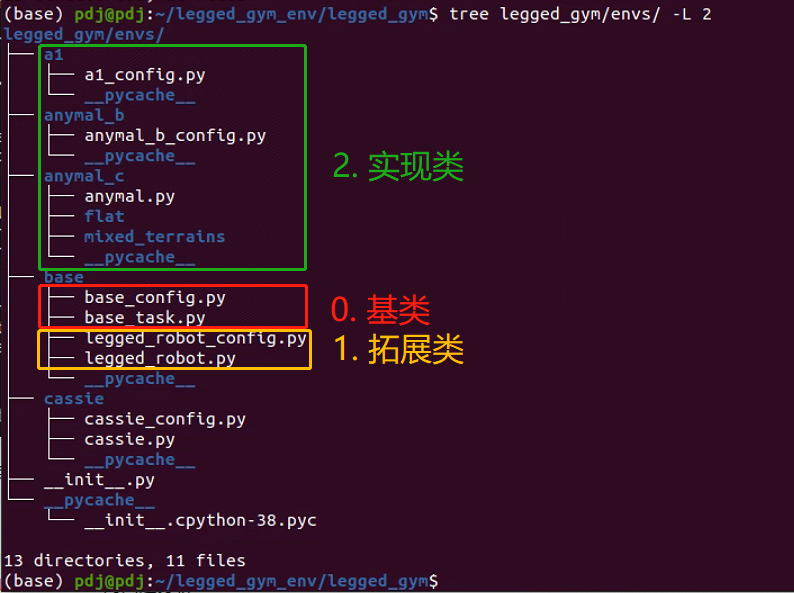 (base) pdj@pdj:~/legged_gym_env/legged_gym$ tree legged_gym/envs/ -L 2
legged_gym/envs/
├── a1
│   ├── a1_config.py
│   └── __pycache__
├── anymal_b
│   ├── anymal_b_config.py
│   └── __pycache__
├── anymal_c
│   ├── anymal.py
│   ├── flat
│   ├── mixed_terrains
│   └── __pycache__
2. 实现类
├── base
│   ├── base_config.py
│   ├── base_task.py
0. 基类
│   ├── legged_robot_config.py
│   ├── legged_robot.py
1. 拓展类
│   └── __pycache__
├── cassie
│   ├── cassie_config.py
│   ├── cassie.py
│   └── __pycache__
├── __init__.py
└── __pycache__
    └── __init__.cpython-38.pyc
13 directories, 11 files
(base) pdj@pdj:~/legged_gym_env/legged_gym$